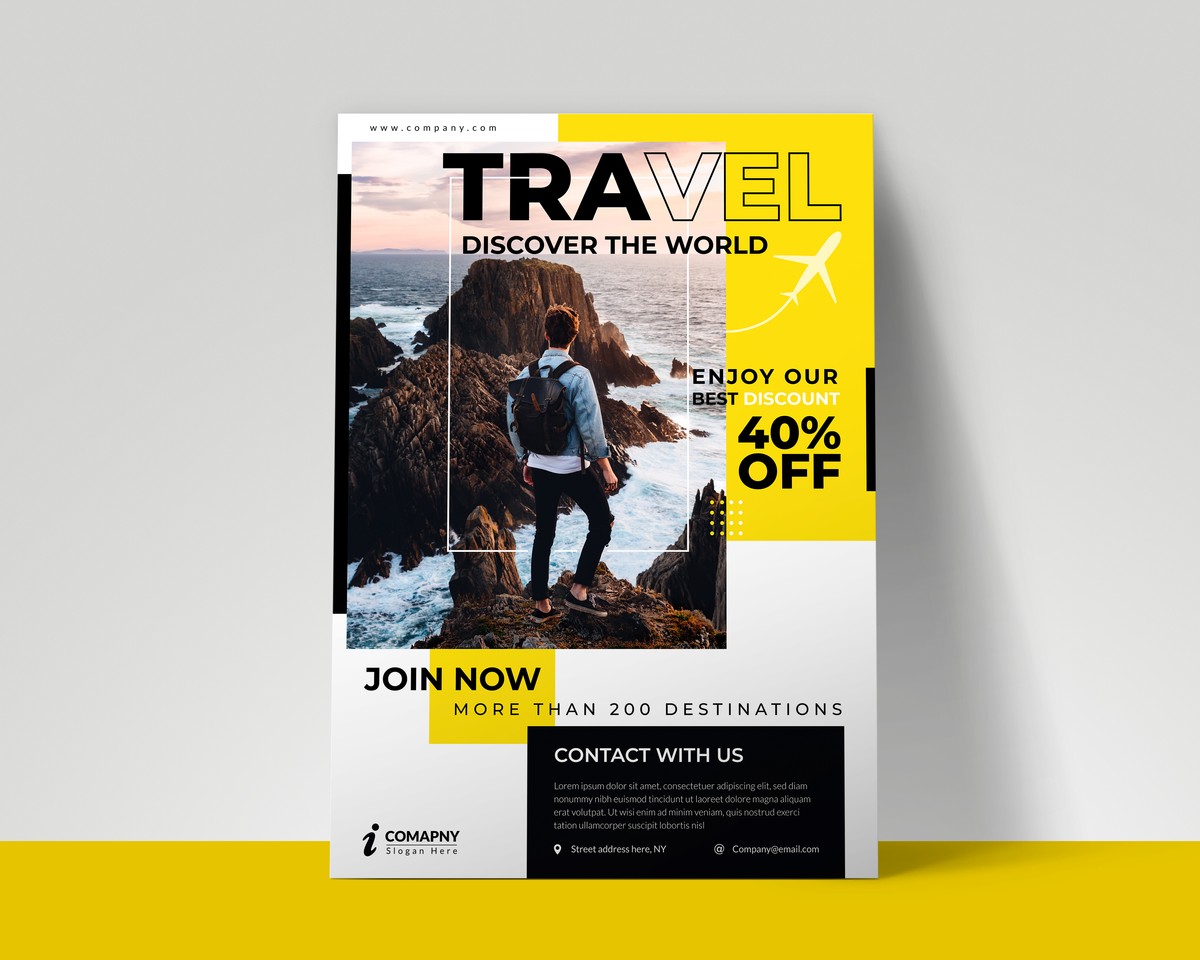 www.company.com
TRAVEL
DISCOVER THE WORLD
ENJOY OUR
BEST DISCOUNT
40%
OFF
JOIN NOW
MORE THAN 200 DESTINATIONS
CONTACT WITH US
Lorem ipsum dolor sit amet, consectetuer adipiscing elit, sed diam
nonummy nibh euismod tincidunt ut laoreet dolore magna aliquam
erat volutpat. Ut wisi enim ad minim veniam, quis nostrud exerci
tation ullamcorper suscipit lobortis nisl
Street address here, NY
@ Company@email.com
i COMAPNY
Slogan Here